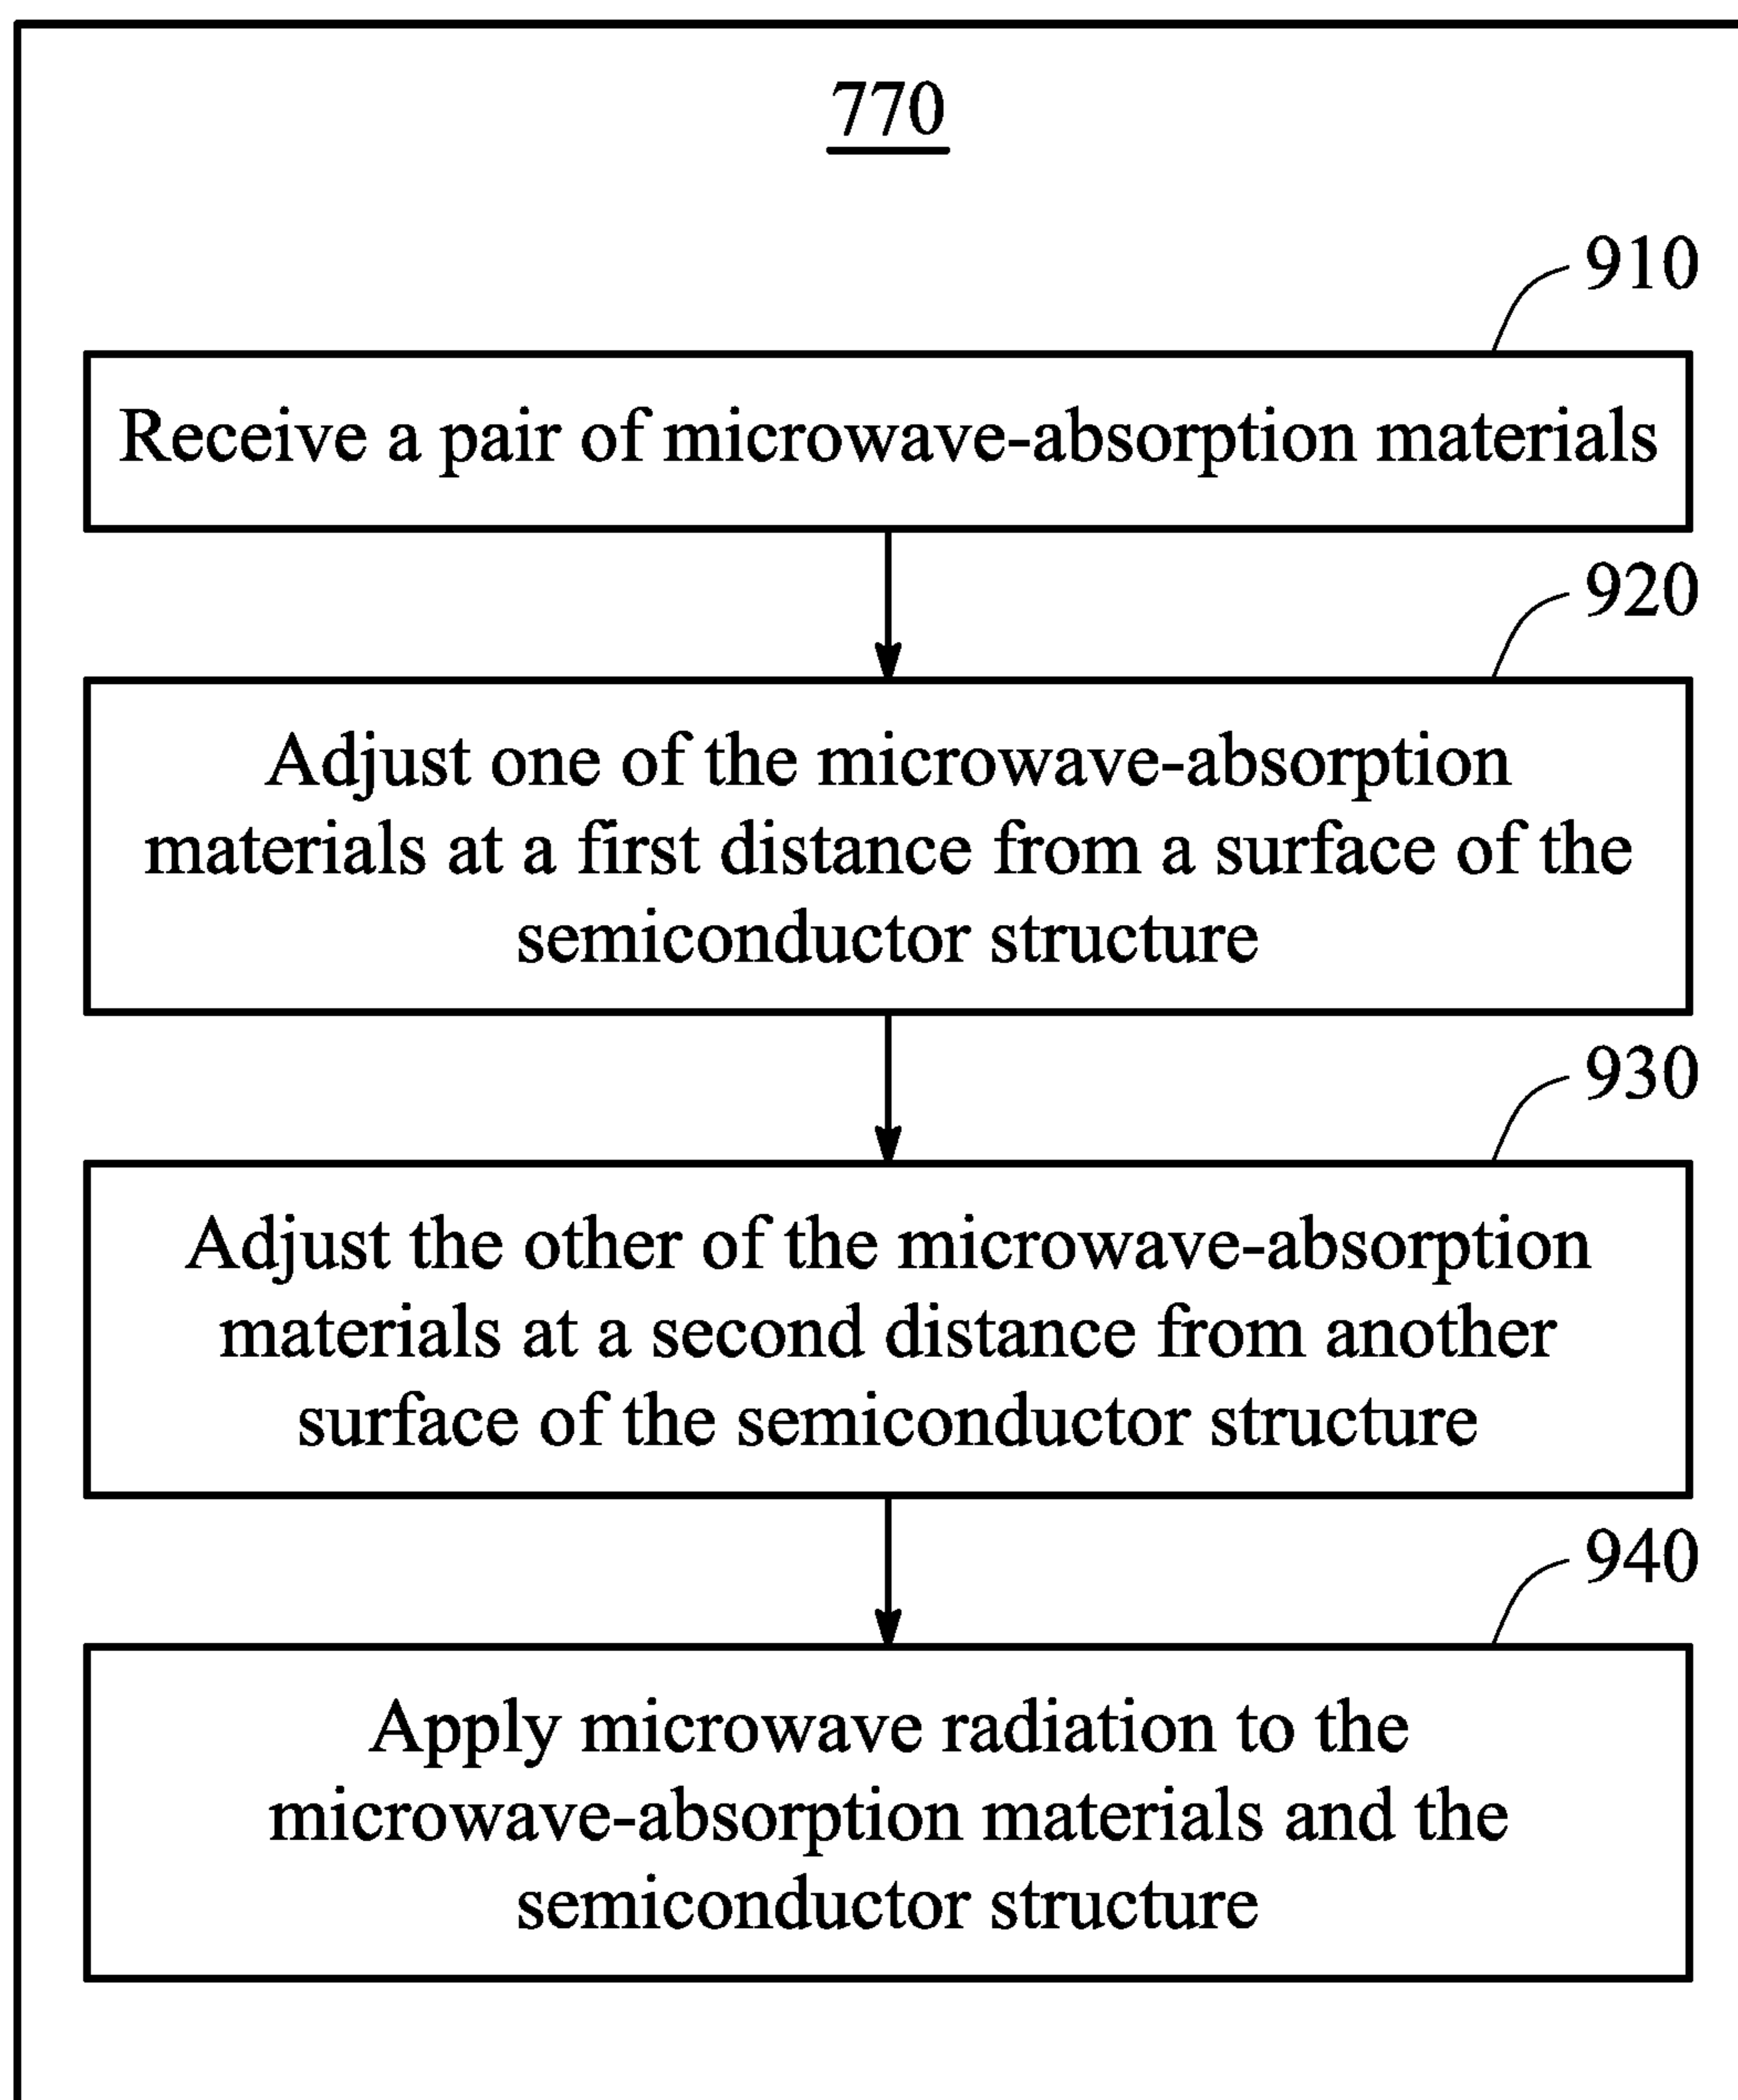 770
910
Receive a pair of microwave-absorption materials
920
Adjust one of the microwave-absorption
materials at a first distance from a surface of the
semiconductor structure
930
Adjust the other of the microwave-absorption
materials at a second distance from another
surface of the semiconductor structure
940
Apply microwave radiation to the
microwave-absorption materials and the
semiconductor structure